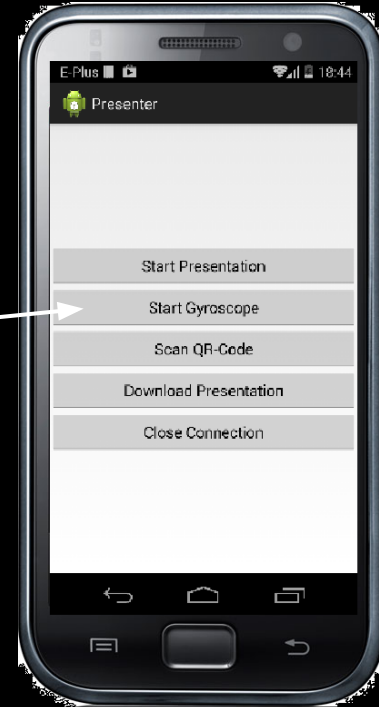 E-Plus 18:44
Presenter
Start Presentation
Start Gyroscope
Scan QR-Code
Download Presentation
Close Connection